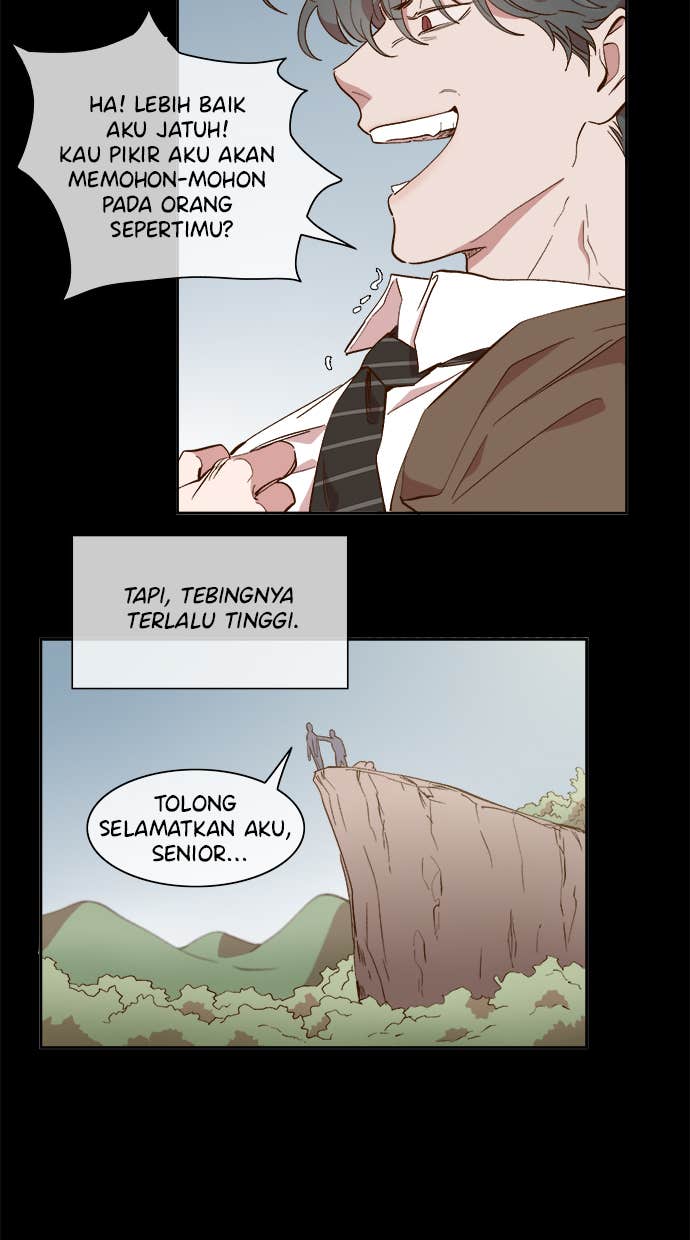 HA! LEBIH BAIK
AKU JATUH!
KAU PIKIR AKU AKAN
MEMOHON-MOHON
PADA ORANG
SEPERTIMU?
TAPI, TEBINGNYA
TERLALU TINGGI.
TOLONG
SELAMATKAN AKU,
SENIOR...